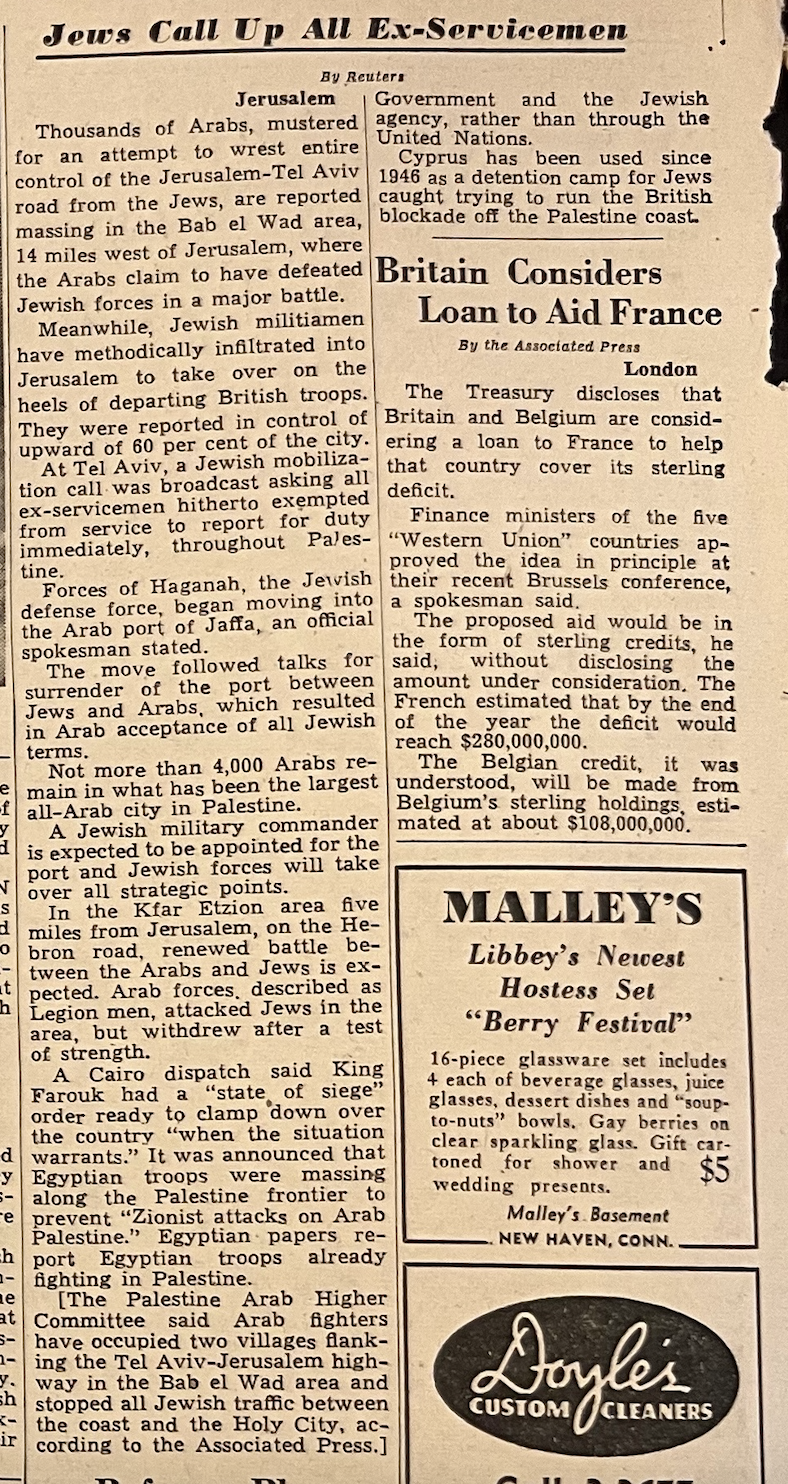 Jews Call Up All Ex-Servicemen
By Reuters
Jerusalem
Thousands of Arabs, mustered
for an attempt to wrest entire
control of the Jerusalem-Tel Aviv
road from the Jews, are reported
massing in the Bab el Wad area,
14 miles west of Jerusalem, where
the Arabs claim to have defeated
Jewish forces in a major battle.
Meanwhile, Jewish militiamen
have methodically infiltrated into
Jerusalem to take over on the
heels of departing British troops.
They were reported in control of
upward of 60 per cent of the city.
At Tel Aviv, a Jewish mobiliza-
tion call was broadcast asking all
ex-servicemen hitherto exempted
from service to report for duty
immediately, throughout Pales-
tine.
Forces of Haganah, the Jewish
defense force, began moving into
the Arab port of Jaffa, an official
spokesman stated.
The move followed talks for
surrender of the port between
Jews and Arabs, which resulted
in Arab acceptance of all Jewish
terms.
Not more than 4,000 Arabs re-
main in what has been the largest
all-Arab city in Palestine.
A Jewish military commander
is expected to be appointed for the
port and Jewish forces will take
over all strategic points.
In the Kfar Etzion area five
miles from Jerusalem, on the He-
bron road, renewed battle be-
tween the Arabs and Jews is ex-
pected. Arab forces, described as
Legion men, attacked Jews in the
area, but withdrew after a test
of strength.
A Cairo dispatch said King
Farouk had a "state of siege"
order ready to clamp down over
the country "when the situation
warrants." It was announced that
Egyptian troops were massing
along the Palestine frontier to
prevent "Zionist attacks on Arab
Palestine." Egyptian papers re-
port Egyptian troops already
fighting in Palestine.
[The Palestine Arab Higher
Committee said Arab fighters
have occupied two villages flank-
ing the Tel Aviv-Jerusalem high-
way in the Bab el Wad area and
stopped all Jewish traffic between
the coast and the Holy City, ac-
cording to the Associated Press.]
Government and the Jewish
agency, rather than through the
United Nations.
Cyprus has been used since
1946 as a detention camp for Jews
caught trying to run the British
blockade off the Palestine coast.
Britain Considers
Loan to Aid France
By the Associated Press
London
The Treasury discloses that
Britain and Belgium are consid-
ering a loan to France to help
that country cover its sterling
deficit.
Finance ministers of the five
"Western Union" countries ap-
proved the idea in principle at
their recent Brussels conference,
a spokesman said.
The proposed aid would be in
the form of sterling credits, he
said, without disclosing the
amount under consideration. The
French estimated that by the end
of the year the deficit would
reach $280,000,000.
The Belgian credit, it was
understood, will be made from
Belgium's sterling holdings, esti-
mated at about $108,000,000.
MALLEY'S
Libbey's Newest
Hostess Set
"Berry Festival"
16-piece glassware set includes
4 each of beverage glasses, juice
glasses, dessert dishes and "soup-
to-nuts" bowls. Gay berries on
clear sparkling glass. Gift car-
toned for shower and
wedding presents. $5
Malley's Basement
NEW HAVEN, CONN.
Doyle's
CUSTOM CLEANERS